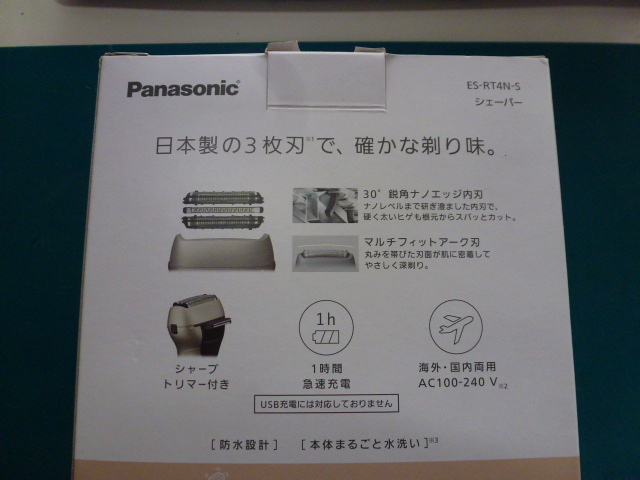 Panasonic®
ES-RT4N-S
シェーバー
日本製の3枚刃※1で、確かな剃り味。
30°鋭角ナノエッジ内刃
ナノレベルまで研ぎ澄ました内刃で、
硬く太いヒゲも根元からスパッとカット。
マルチフィットアーク刃
丸みを帯びた刃面が肌に密着して
やさしく深剃り。
シャープ
トリマー付き
1h
1時間
急速充電
海外・国内両用
AC100-240 V※2
USB充電には対応しておりません
[防水設計] [本体まるごと水洗い]※3